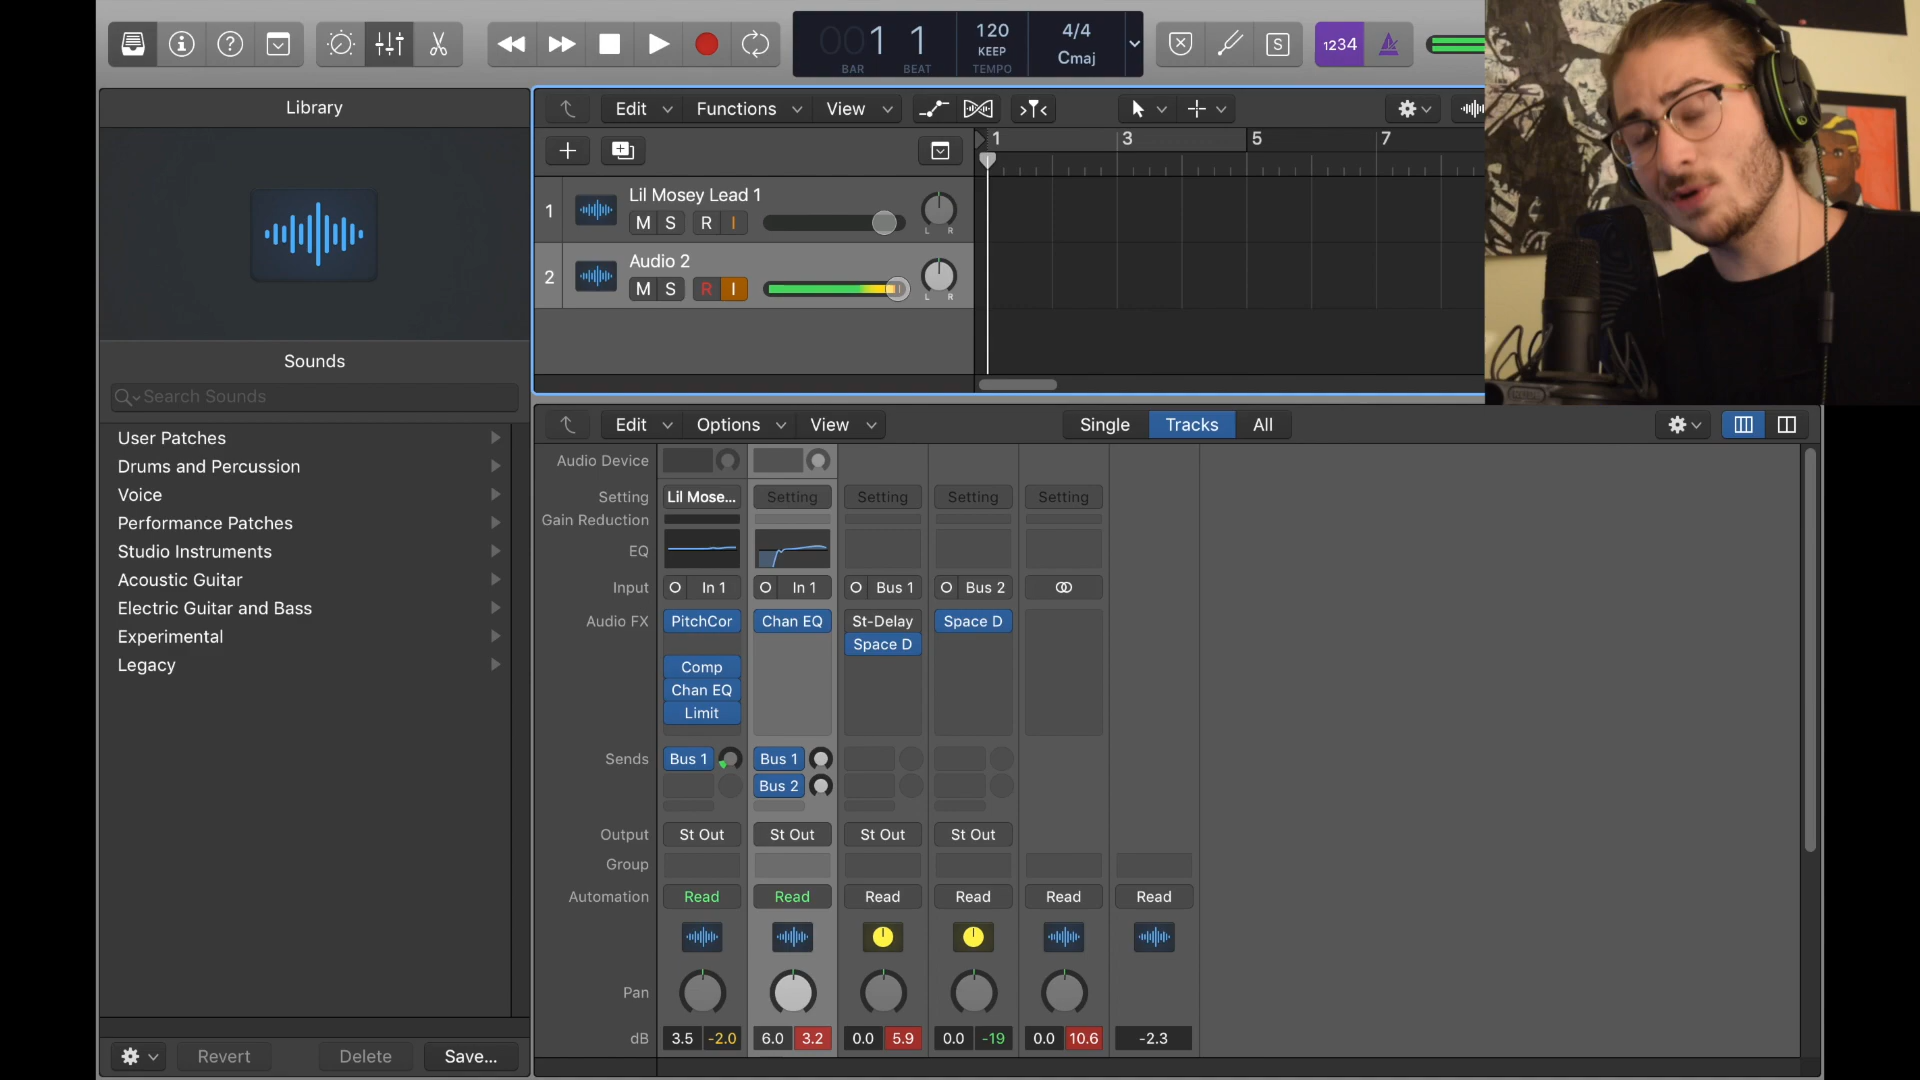 001 1
BAR BEAT
120
KEEP
TEMPO
4/4
Cmaj
S
1234
Library
Edit Functions View
1 3 5 7
1 Lil Mosey Lead 1
M S R I
L R
2 Audio 2
M S R I
L R
Sounds
Search Sounds
User Patches
Drums and Percussion
Voice
Performance Patches
Studio Instruments
Acoustic Guitar
Electric Guitar and Bass
Experimental
Legacy
Revert Delete Save...
Edit Options View Single Tracks All
Audio Device
Setting Lil Mose... Setting Setting Setting Setting
Gain Reduction
EQ
Input In 1 In 1 Bus 1 Bus 2
Audio FX PitchCor Chan EQ St-Delay Space D
Space D
Comp
Chan EQ
Limit
Sends Bus 1 Bus 1
Bus 2
Output St Out St Out St Out St Out
Group
Automation Read Read Read Read Read Read
Pan
dB 3.5 -2.0 6.0 3.2 0.0 5.9 0.0 -19 0.0 10.6 -2.3